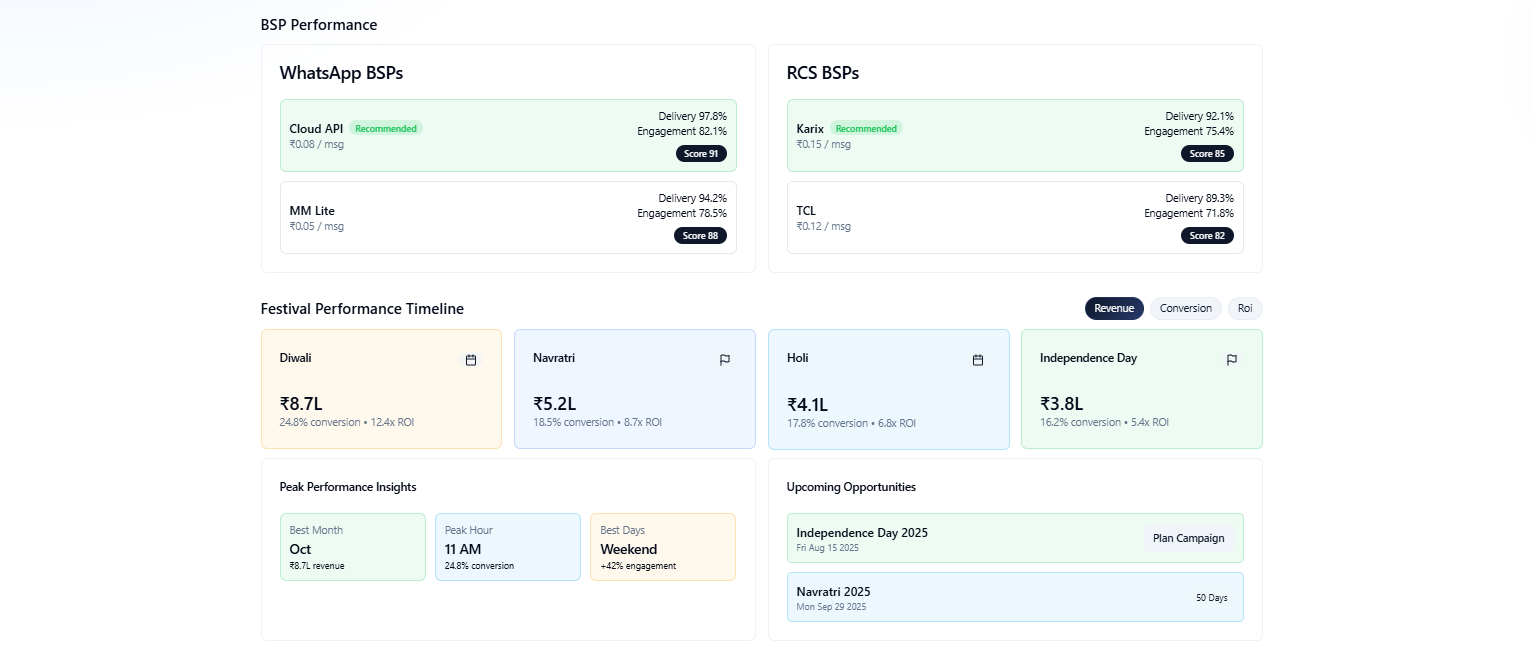 BSP Performance
WhatsApp BSPs
Cloud API Recommended
₹0.08 / msg
Delivery 97.8%
Engagement 82.1%
Score 91
MM Lite
₹0.05 / msg
Delivery 94.2%
Engagement 78.5%
Score 88
RCS BSPs
Karix Recommended
₹0.15 / msg
Delivery 92.1%
Engagement 75.4%
Score 85
TCL
₹0.12 / msg
Delivery 89.3%
Engagement 71.8%
Score 82
Festival Performance Timeline
Revenue Conversion Roi
Diwali
₹8.7L
24.8% conversion • 12.4x ROI
Navratri
₹5.2L
18.5% conversion • 8.7x ROI
Holi
₹4.1L
17.8% conversion • 6.8x ROI
Independence Day
₹3.8L
16.2% conversion • 5.4x ROI
Peak Performance Insights
Best Month
Oct
₹8.7L revenue
Peak Hour
11 AM
24.8% conversion
Best Days
Weekend
+42% engagement
Upcoming Opportunities
Independence Day 2025
Fri Aug 15 2025
Plan Campaign
Navratri 2025
Mon Sep 29 2025
50 Days